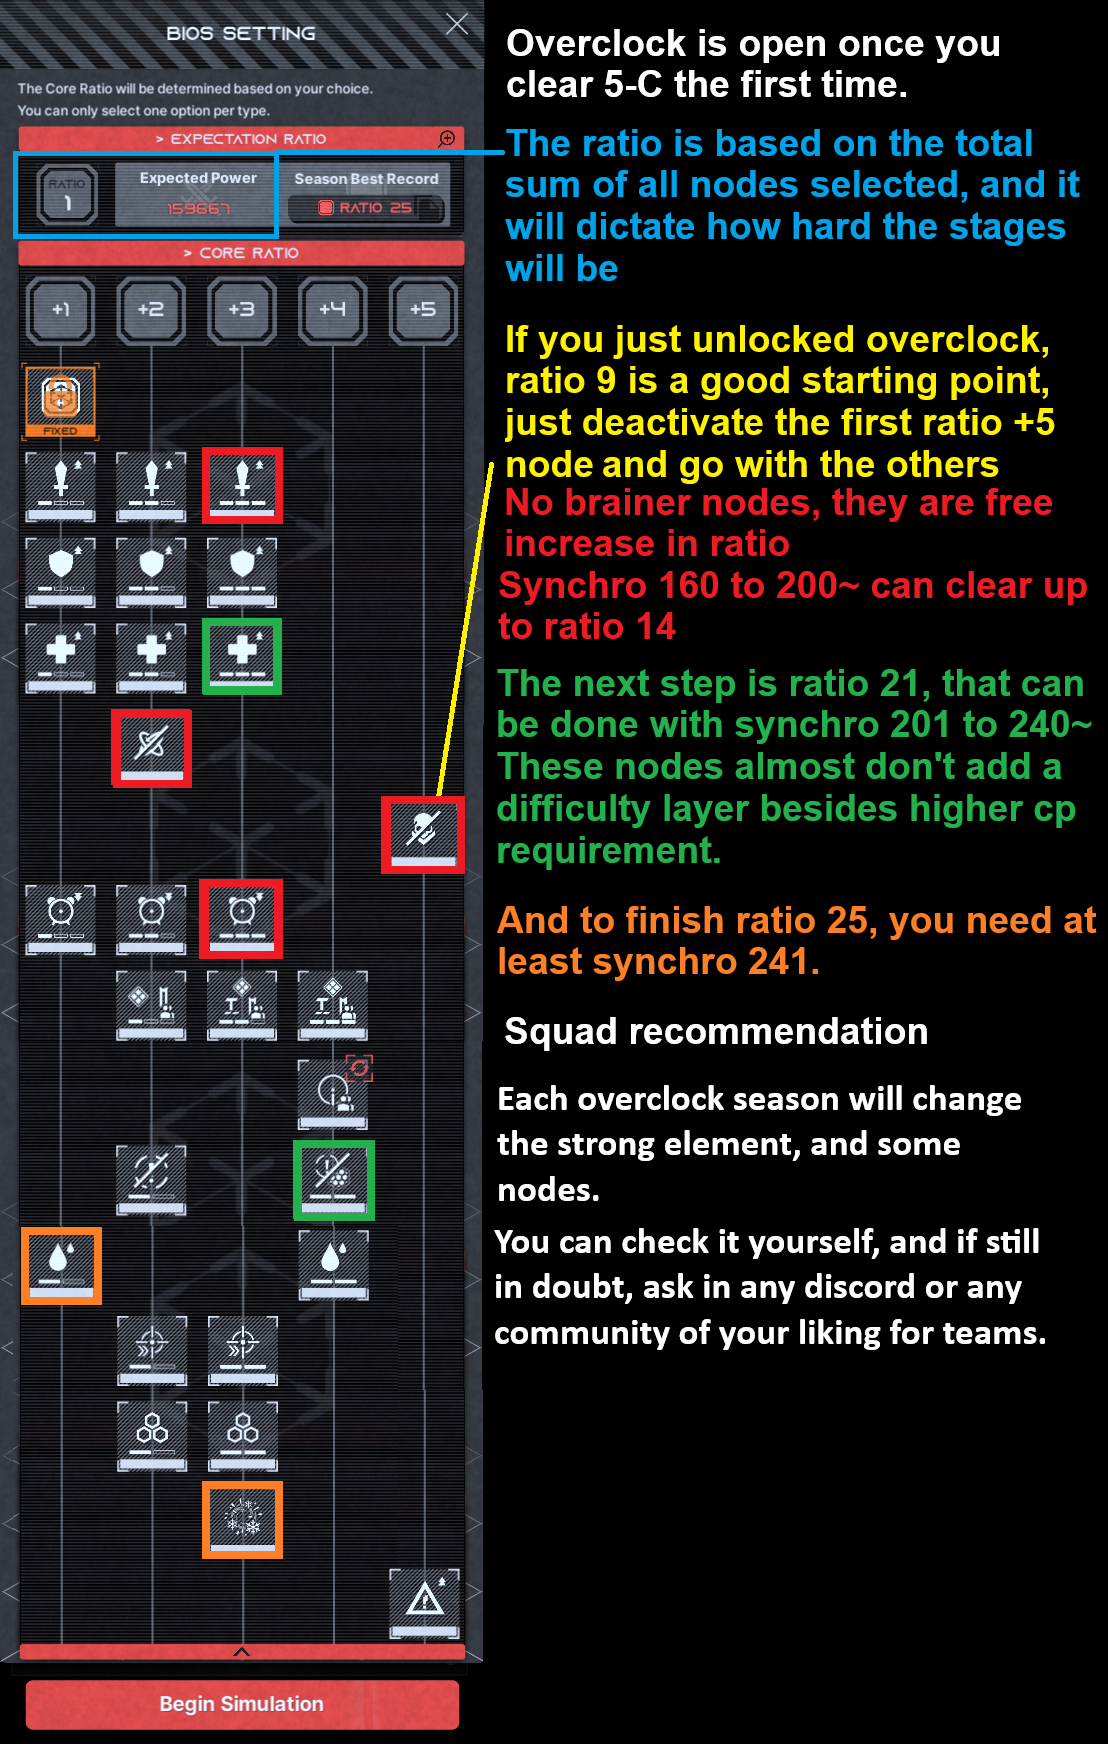 BIOS SETTING
The Core Ratio will be determined based on your choice.
You can only select one option per type.
> EXPECTATION RATIO
RATIO
1
Expected Power
159667
Season Best Record
RATIO 25
> CORE RATIO
+1
+2
+3
+4
+5
FIXED
Begin Simulation
Overclock is open once you
clear 5-C the first time.
The ratio is based on the total
sum of all nodes selected, and it
will dictate how hard the stages
will be
If you just unlocked overclock,
ratio 9 is a good starting point,
just deactivate the first ratio +5
node and go with the others
No brainer nodes, they are free
increase in ratio
Synchro 160 to 200~ can clear up
to ratio 14
The next step is ratio 21, that can
be done with synchro 201 to 240~
These nodes almost don't add a
difficulty layer besides higher cp
requirement.
And to finish ratio 25, you need at
least synchro 241.
Squad recommendation
Each overclock season will change
the strong element, and some
nodes.
You can check it yourself, and if still
in doubt, ask in any discord or any
community of your liking for teams.